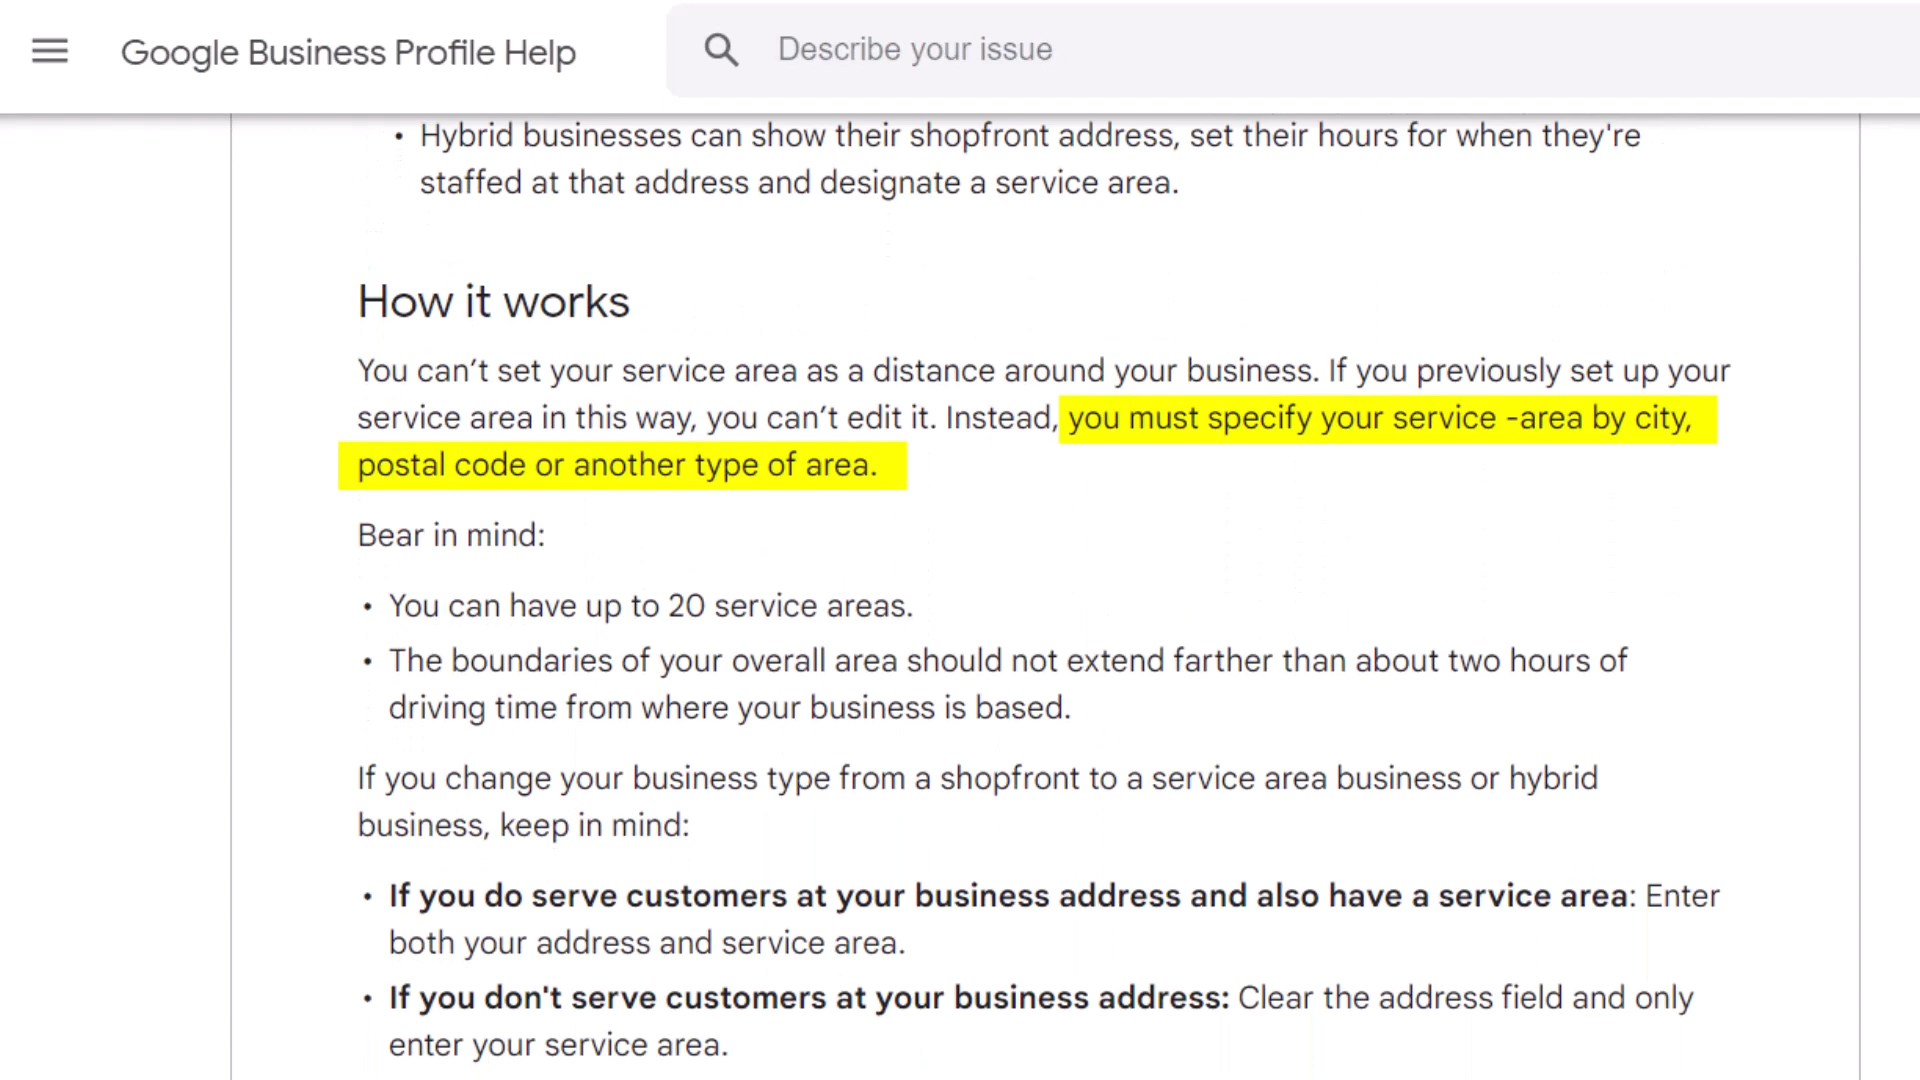 Google Business Profile Help
Describe your issue
• Hybrid businesses can show their shopfront address, set their hours for when they're
staffed at that address and designate a service area.
How it works
You can’t set your service area as a distance around your business. If you previously set up your
service area in this way, you can’t edit it. Instead, you must specify your service -area by city,
postal code or another type of area.
Bear in mind:
• You can have up to 20 service areas.
• The boundaries of your overall area should not extend farther than about two hours of
driving time from where your business is based.
If you change your business type from a shopfront to a service area business or hybrid
business, keep in mind:
• If you do serve customers at your business address and also have a service area: Enter
both your address and service area.
• If you don't serve customers at your business address: Clear the address field and only
enter your service area.